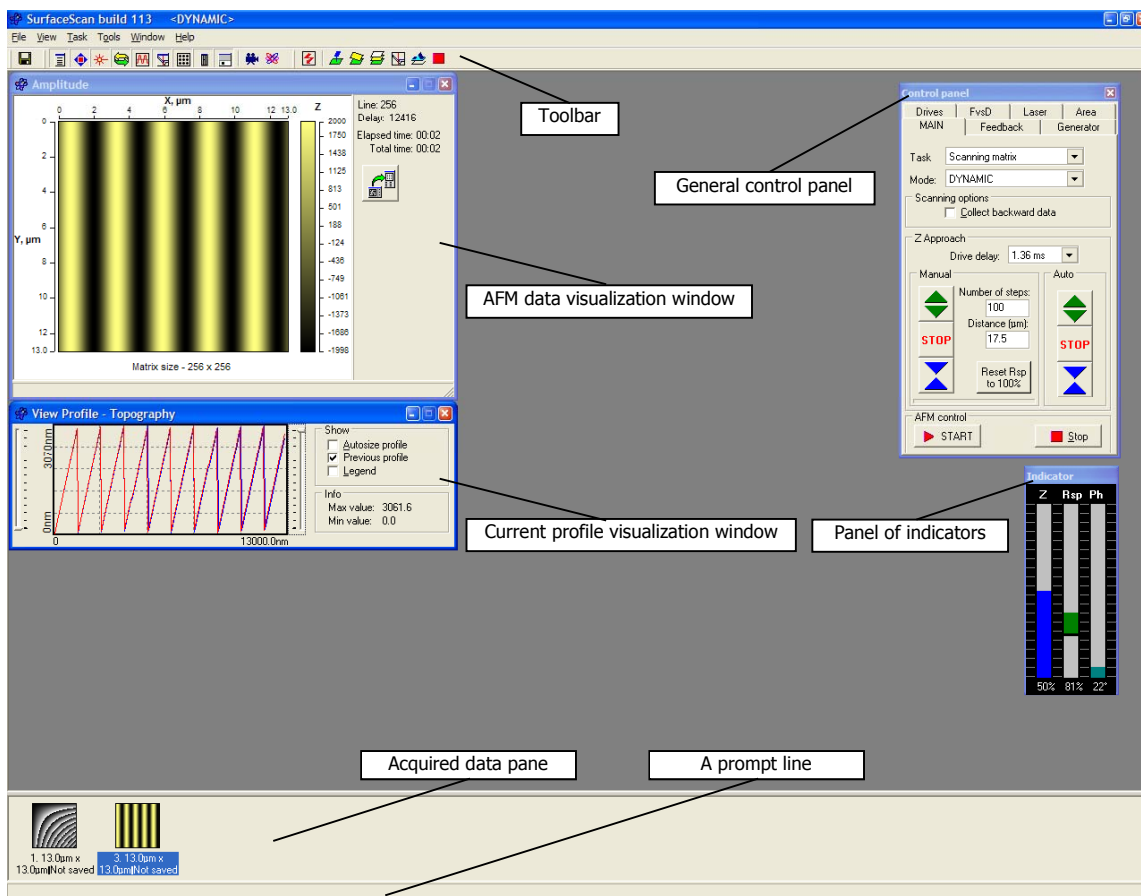 SurfaceScan build 113 <DYNAMIC>
File View Task Tools Window Help
Toolbar
Amplitude
X, µm
0 2 4 6 8 10 12 13.0
Z
Y, µm
0
2
4
6
8
10
12
13.0
2000
1750
1438
1125
813
501
188
-124
-436
-749
-1061
-1373
-1686
-1998
Matrix size - 256 x 256
Line: 256
Delay: 12416
Elapsed time: 00:02
Total time: 00:02
AFM data visualization window
General control panel
Control panel
Drives FvsD Laser Area
MAIN Feedback Generator
Task Scanning matrix
Mode: DYNAMIC
Scanning options
Collect backward data
Z Approach
Drive delay: 1.36 ms
Manual
Auto
Number of steps:
100
Distance (µm):
17.5
STOP
STOP
Reset Rsp
to 100%
AFM control
START Stop
View Profile - Topography
3070nm
0nm
0 13000.0nm
Show
Autosize profile
Previous profile
Legend
Info
Max value: 3061.6
Min value: 0.0
Current profile visualization window
Panel of indicators
Indicator
Z Rsp Ph
50% 81% 22°
Acquired data pane
A prompt line
1. 13.0µm x
13.0µm|Not saved
3. 13.0µm x
13.0µm|Not saved